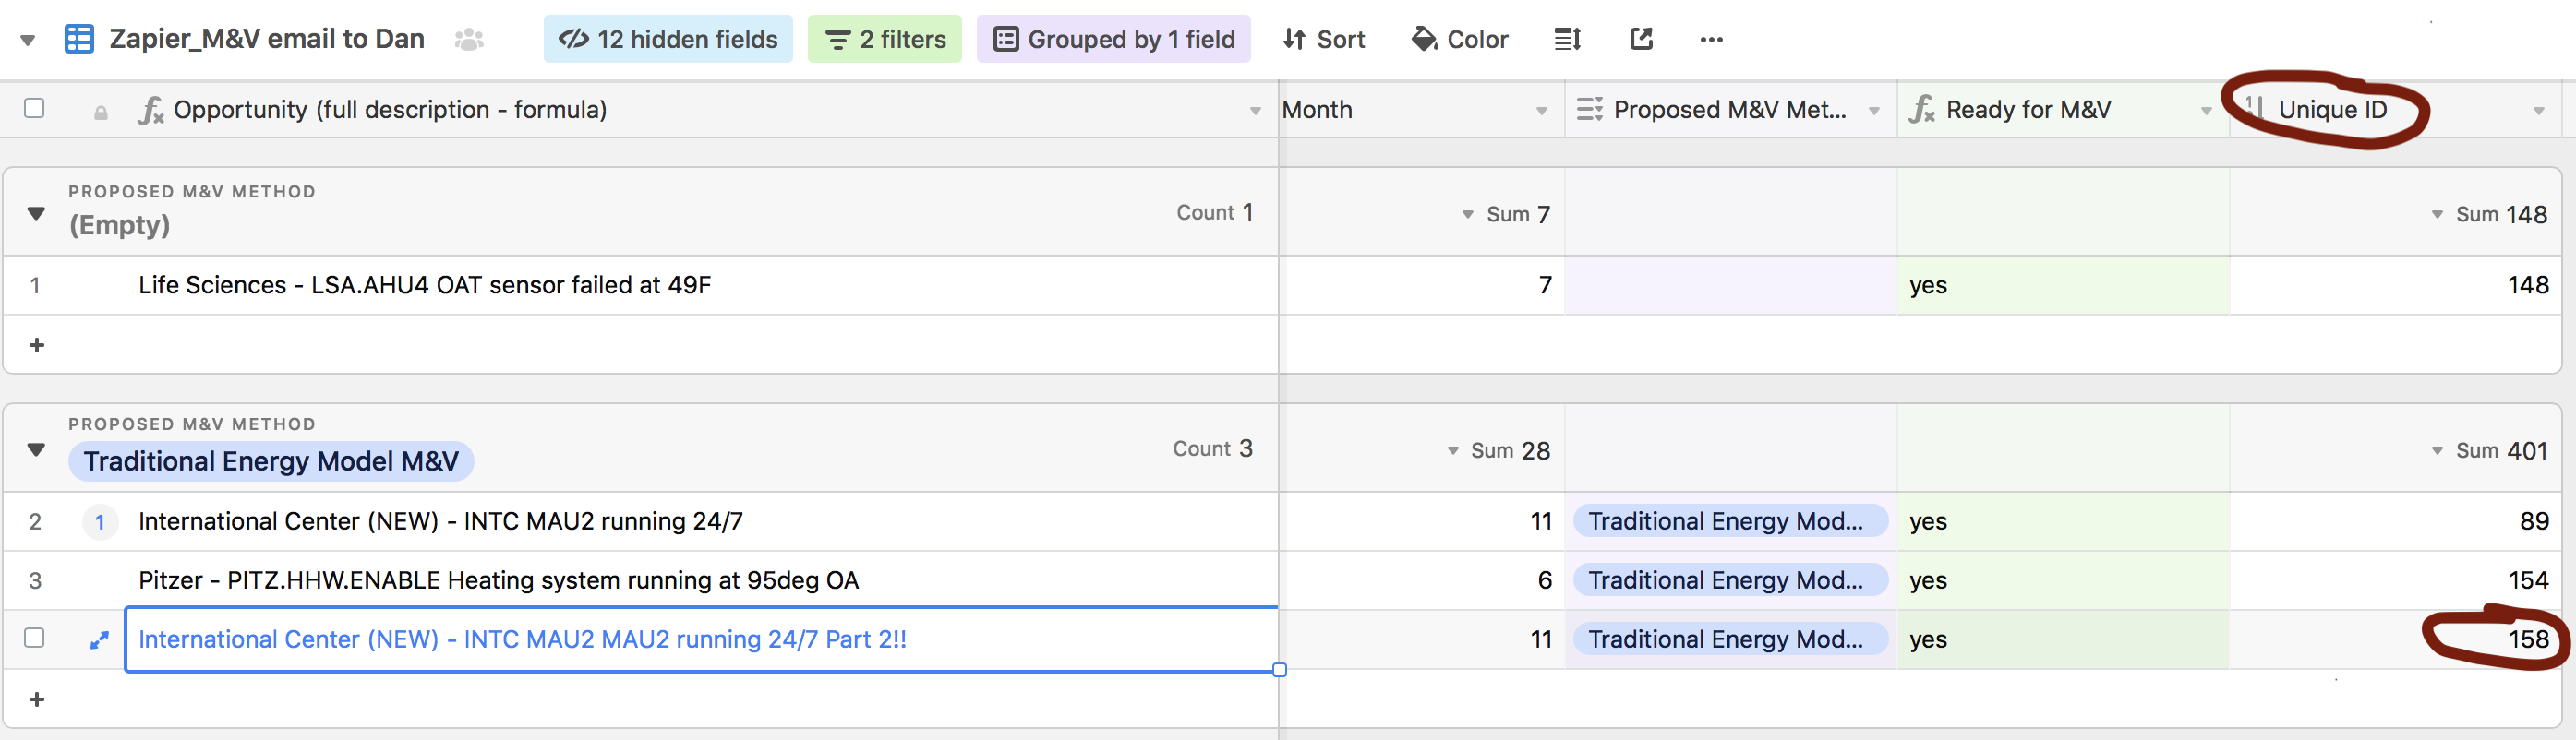 Zapier_M&V email to Dan 12 hidden fields 2 filters Grouped by 1 field Sort Color ...
Opportunity (full description - formula) Month Proposed M&V Met... Ready for M&V Unique ID
PROPOSED M&V METHOD
(Empty) Count 1 Sum 7 Sum 148
1 Life Sciences - LSA.AHU4 OAT sensor failed at 49F 7 yes 148
+
PROPOSED M&V METHOD
Traditional Energy Model M&V Count 3 Sum 28 Sum 401
2 1 International Center (NEW) - INTC MAU2 running 24/7 11 Traditional Energy Mod... yes 89
3 Pitzer - PITZ.HHW.ENABLE Heating system running at 95deg OA 6 Traditional Energy Mod... yes 154
International Center (NEW) - INTC MAU2 MAU2 running 24/7 Part 2!! 11 Traditional Energy Mod... yes 158
+